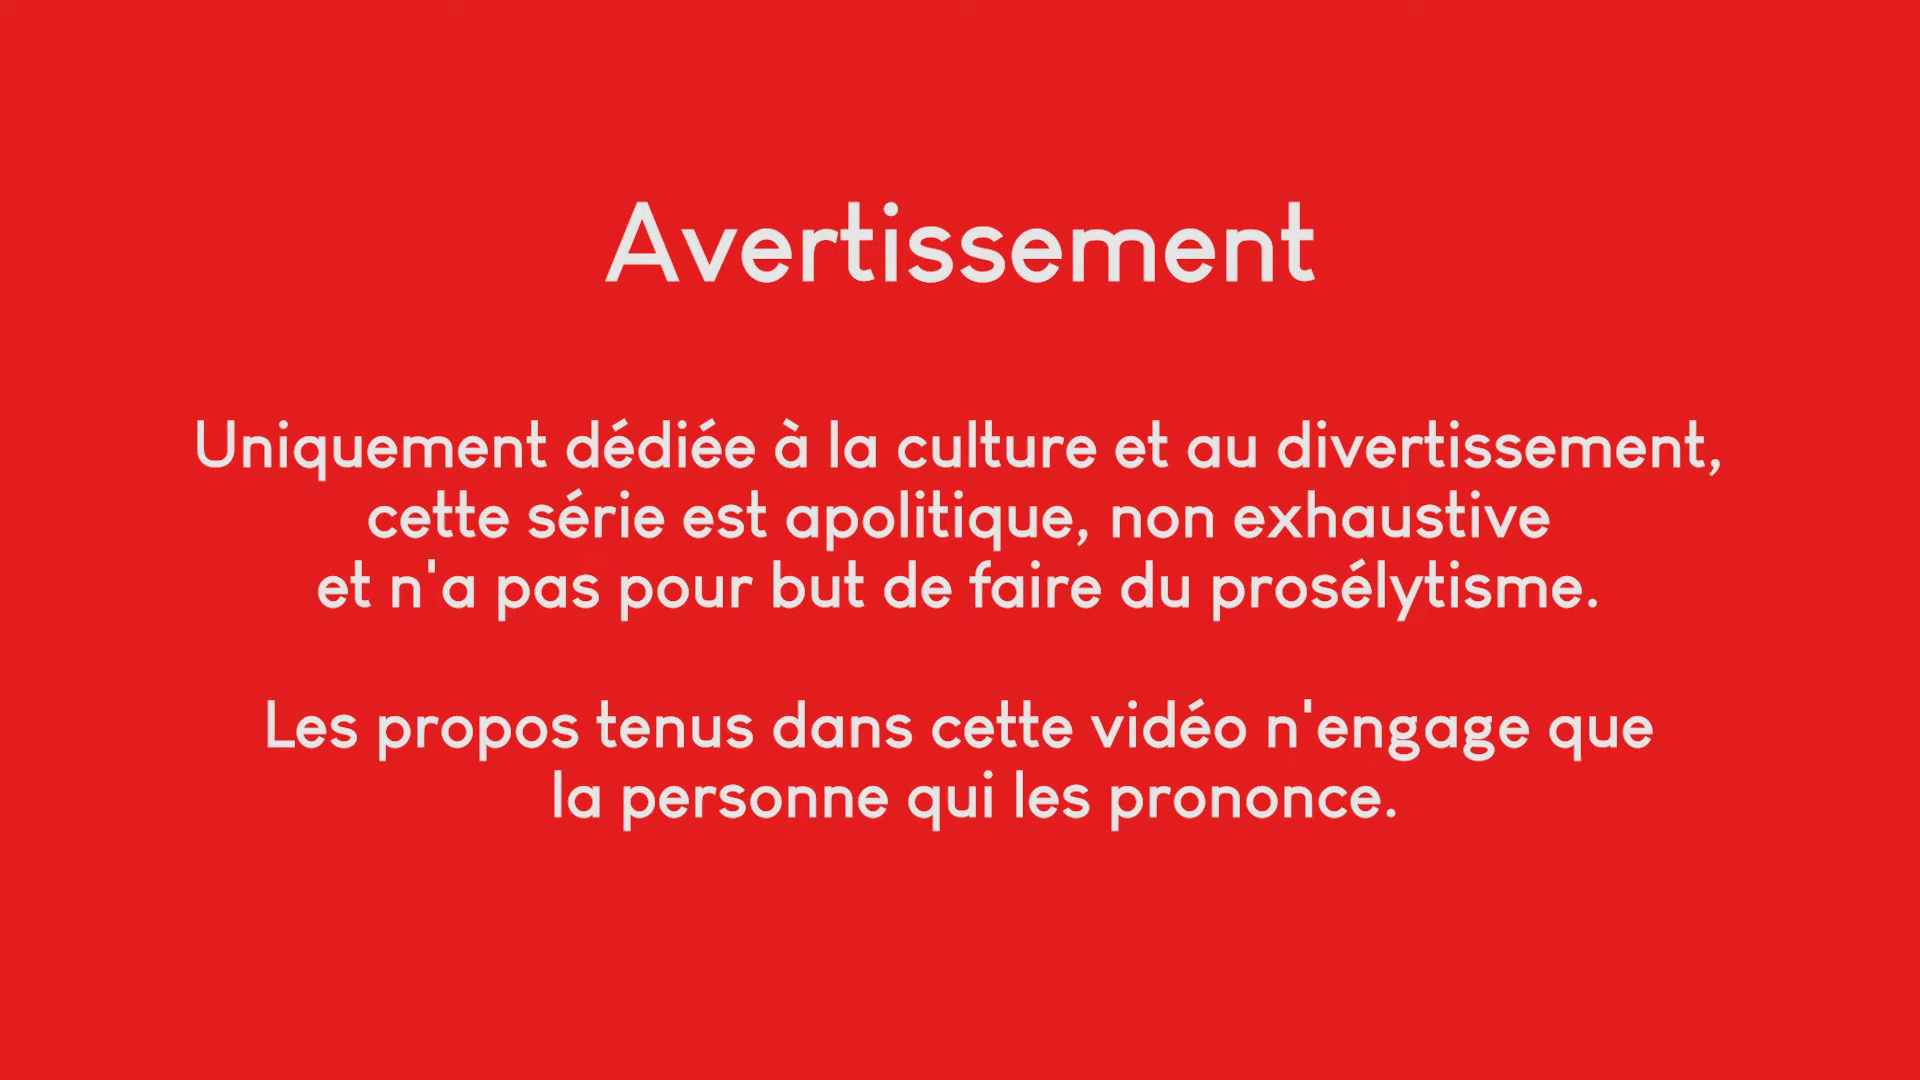 Avertissement
Uniquement dédiée à la culture et au divertissement,
cette série est apolitique, non exhaustive
et n'a pas pour but de faire du prosélytisme.
Les propos tenus dans cette vidéo n'engage que
la personne qui les prononce.